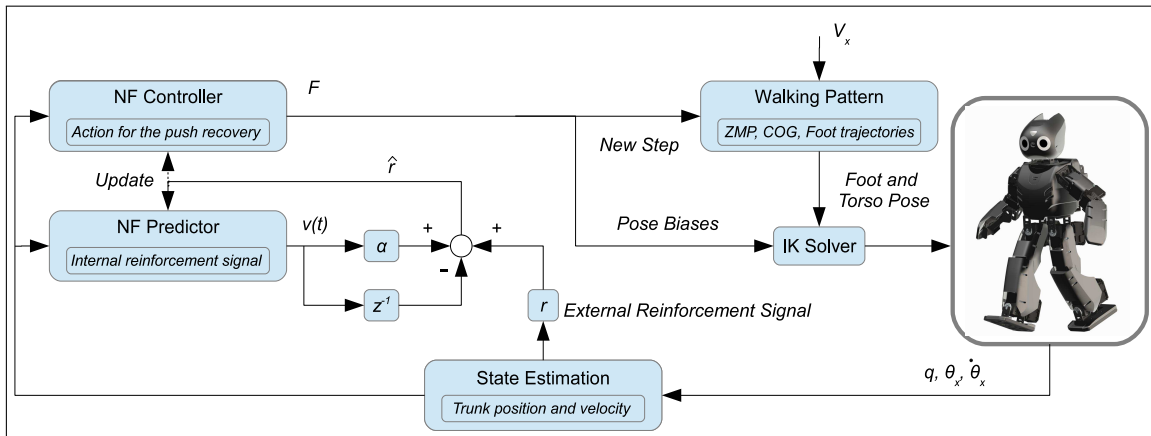 V_x
NF Controller
F
Walking Pattern
Action for the push recovery
ZMP, COG, Foot trajectories
New Step
Update
r̂
Foot and
Torso Pose
NF Predictor
v(t)
α
+
+
Pose Biases
IK Solver
Internal reinforcement signal
-
z⁻¹
r
External Reinforcement Signal
State Estimation
q, θ_x, θ̇_x
Trunk position and velocity